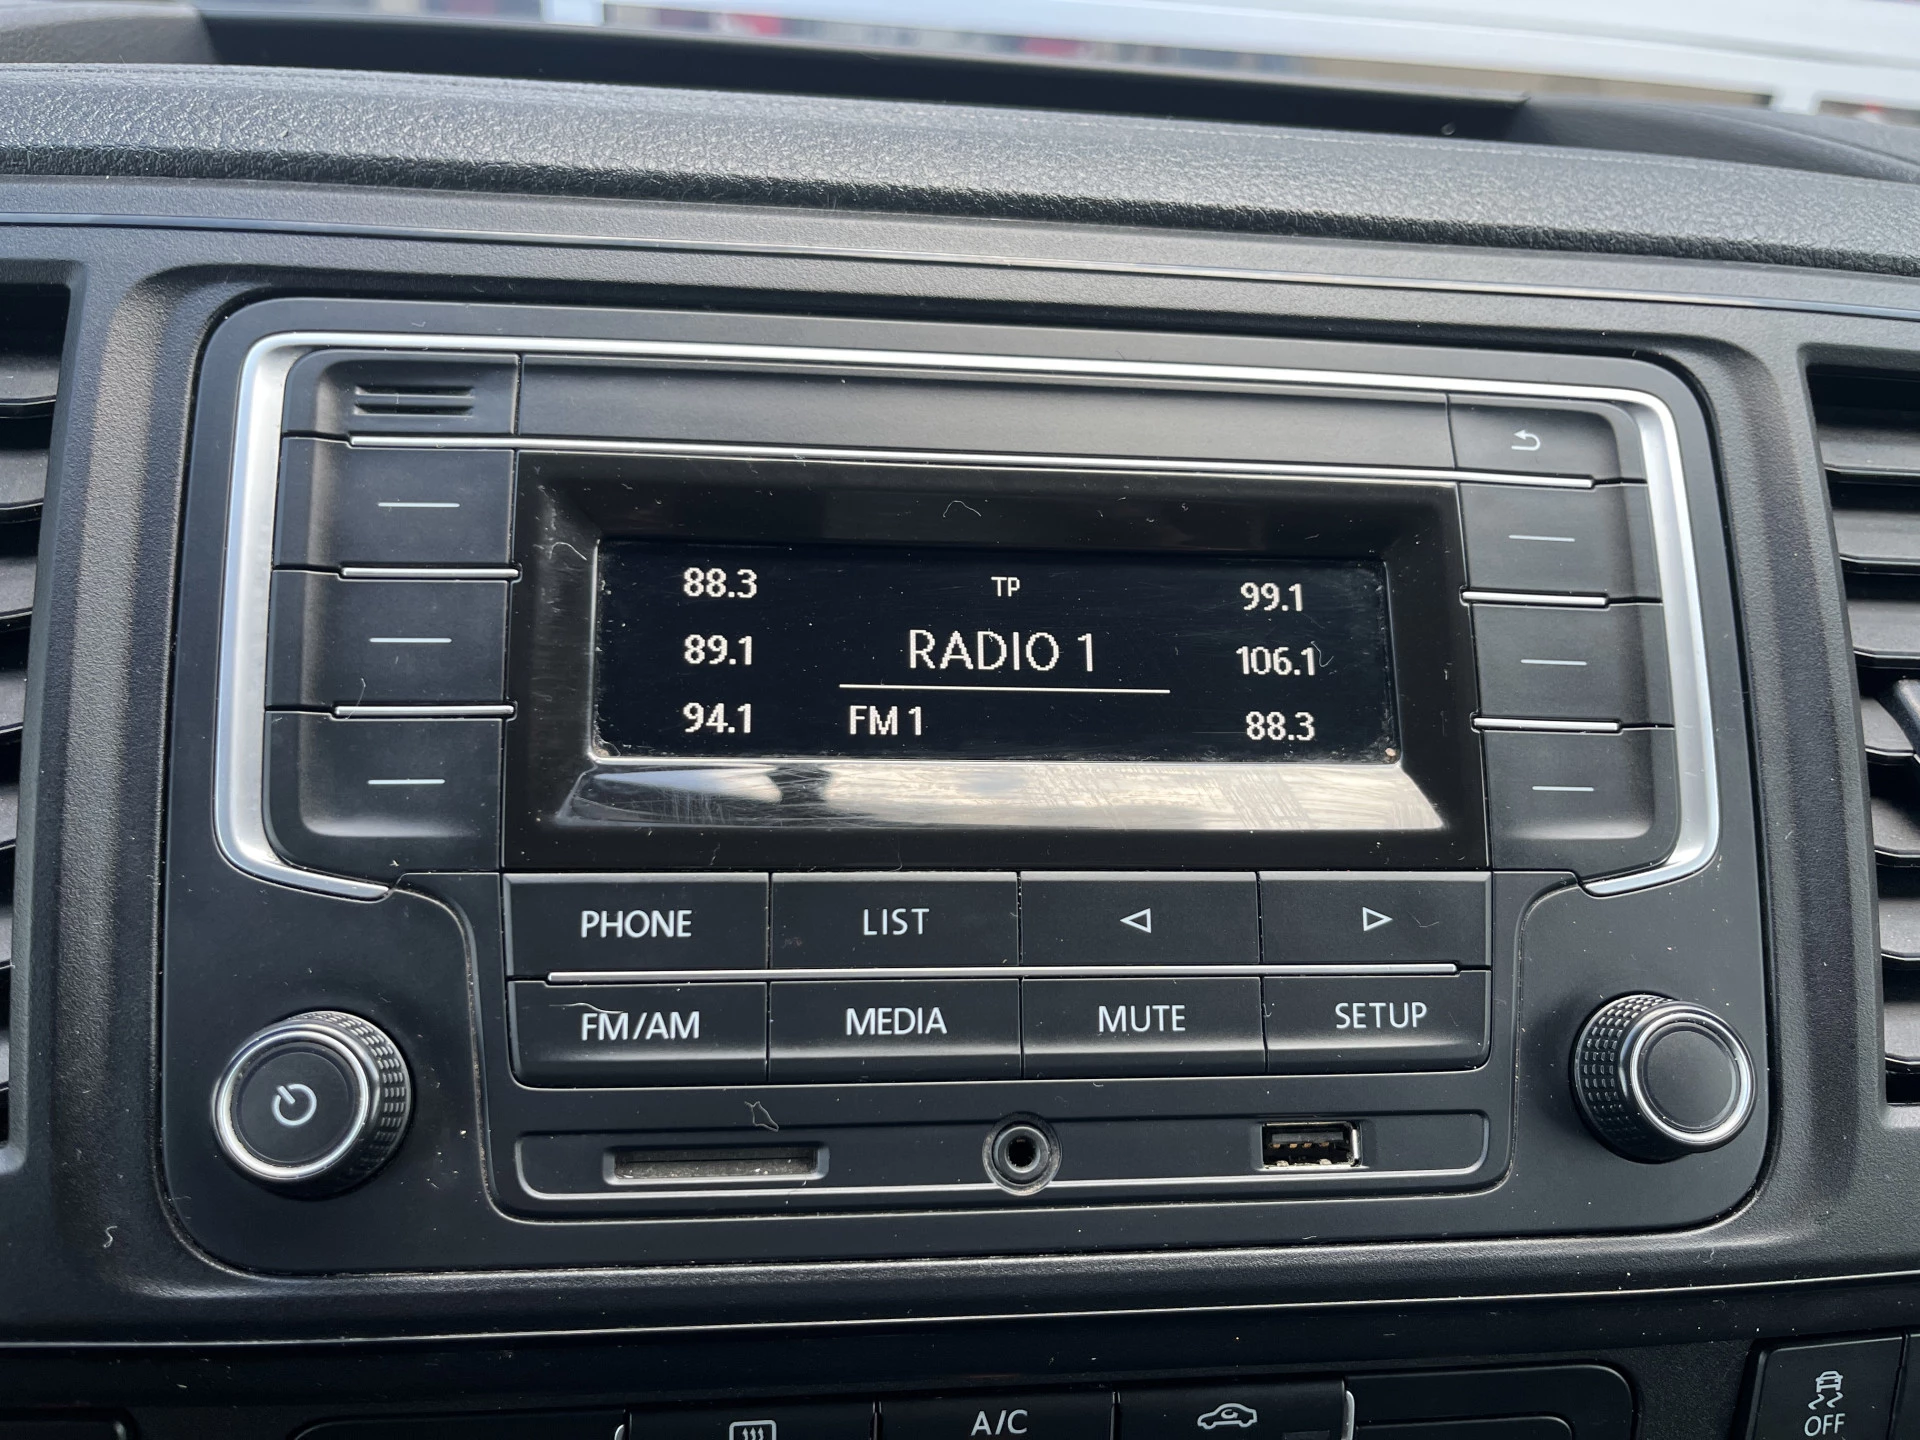 88.3 TP 99.1
89.1 RADIO 1 106.1
94.1 FM 1 88.3
PHONE LIST
FM/AM MEDIA MUTE SETUP
A/C
OFF